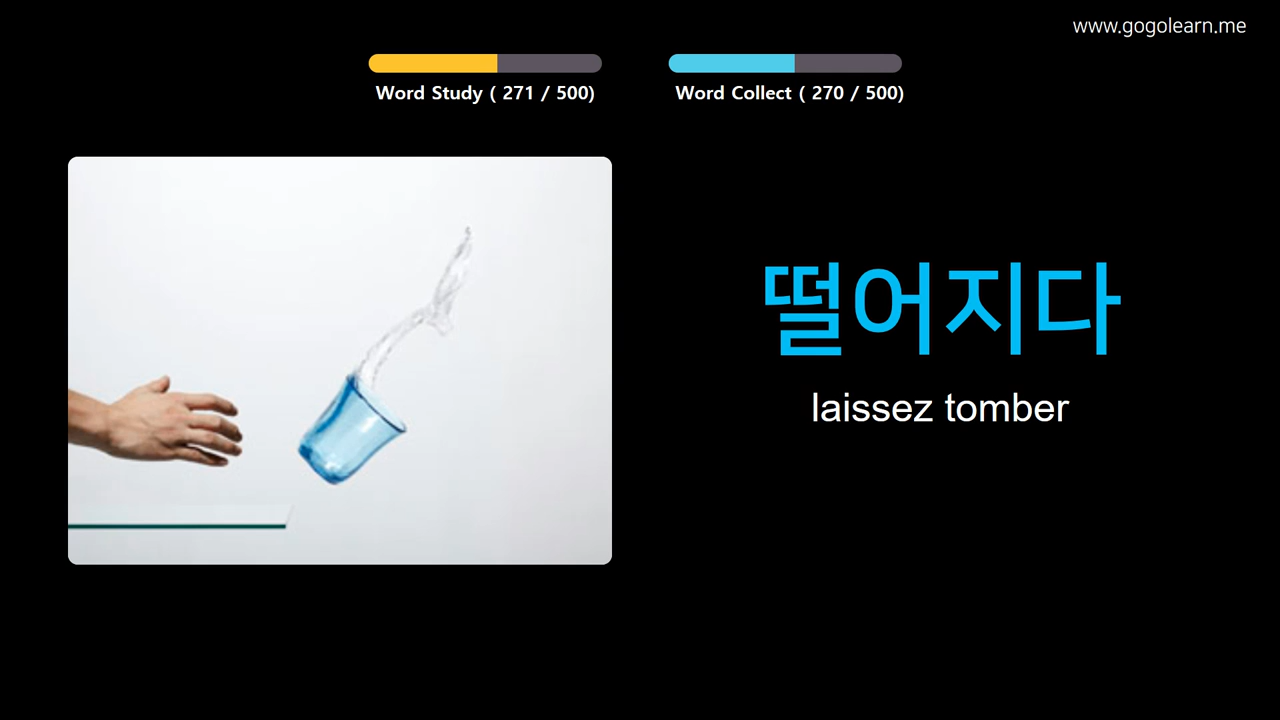 www.gogolearn.me
Word Study ( 271 / 500)
Word Collect ( 270 / 500)
떨어지다
laissez tomber